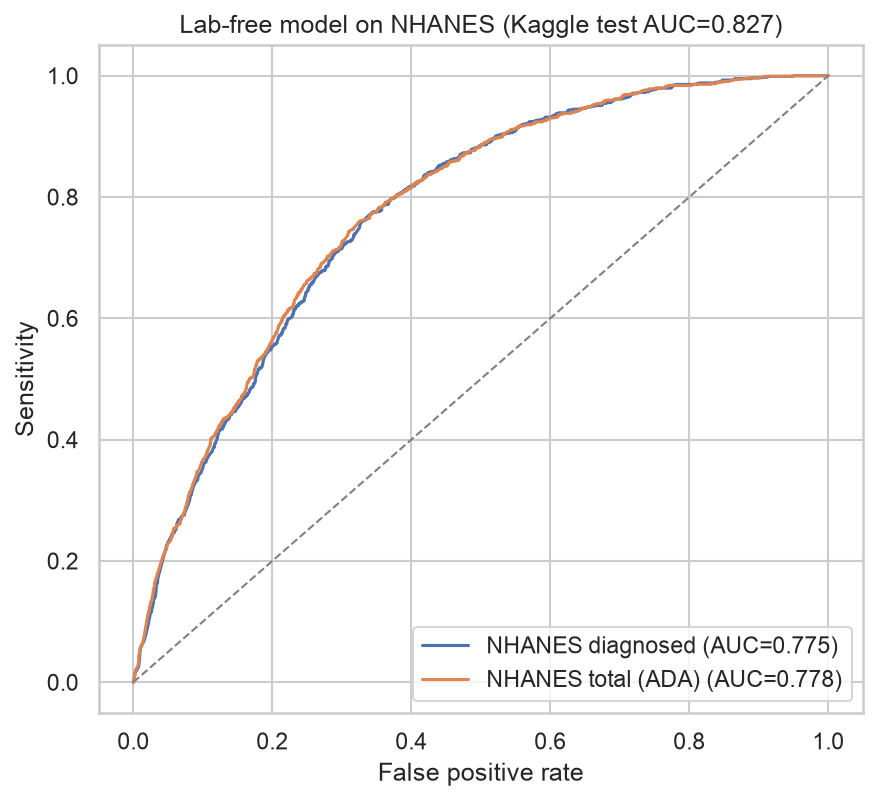 Lab-free model on NHANES (Kaggle test AUC=0.827)
1.0
0.8
0.6
0.4
0.2
0.0
Sensitivity
NHANES diagnosed (AUC=0.775)
NHANES total (ADA) (AUC=0.778)
0.0 0.2 0.4 0.6 0.8 1.0
False positive rate